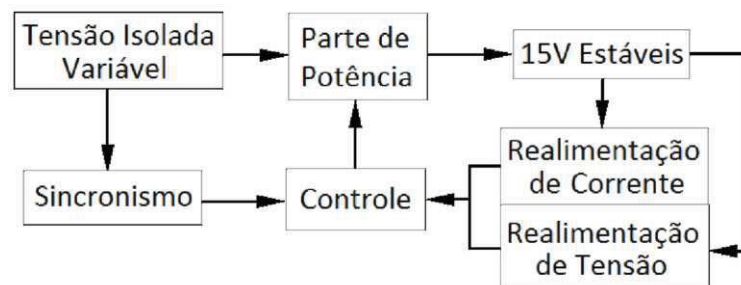 Tensão Isolada
Variável
Parte de
Potência
15V Estáveis
Sincronismo
Controle
Realimentação
de Corrente
Realimentação
de Tensão